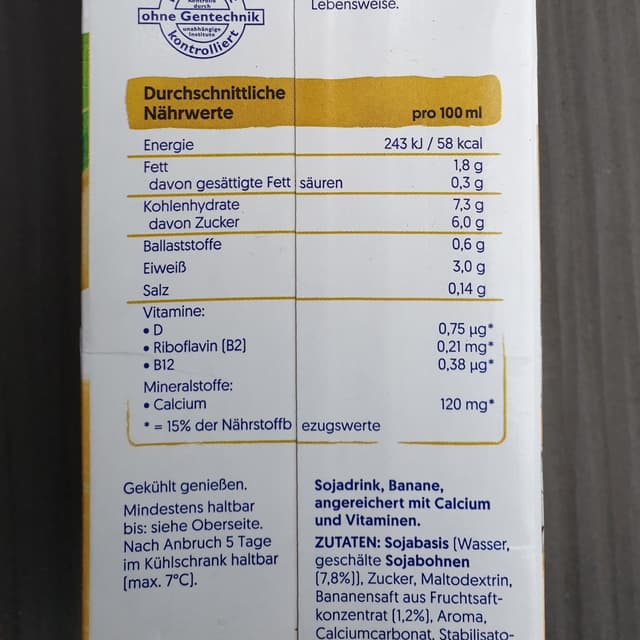 durch
ohne Gentechnik
unabhängige
Institute
kontrolliert
Lebensweise.
Durchschnittliche
Nährwerte pro 100 ml
Energie 243 kJ / 58 kcal
Fett 1,8 g
davon gesättigte Fettsäuren 0,3 g
Kohlenhydrate 7,3 g
davon Zucker 6,0 g
Ballaststoffe 0,6 g
Eiweiß 3,0 g
Salz 0,14 g
Vitamine:
• D 0,75 µg*
• Riboflavin (B2) 0,21 mg*
• B12 0,38 µg*
Mineralstoffe:
• Calcium 120 mg*
* = 15% der Nährstoffbezugswerte
Gekühlt genießen.
Mindestens haltbar
bis: siehe Oberseite.
Nach Anbruch 5 Tage
im Kühlschrank haltbar
(max. 7°C).
Sojadrink, Banane,
angereichert mit Calcium
und Vitaminen.
ZUTATEN: Sojabasis (Wasser,
geschälte Sojabohnen
(7,8%)), Zucker, Maltodextrin,
Bananensaft aus Fruchtsaft-
konzentrat (1,2%), Aroma,
Calciumcarbonat, Stabilisato-